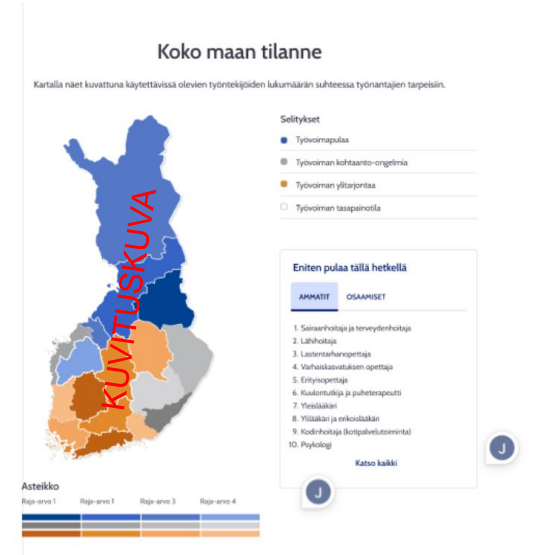 Koko maan tilanne
Kartalla näet kuvattuna käytettävissä olevien työntekijöiden lukumäärän suhteessa työnantajien tarpeisiin.
KUVITUSKUVA
Selitykset
Työvoimapulaa
Työvoiman kohtaanto-ongelmia
Työvoiman ylitarjontaa
Työvoiman tasapainotila
Eniten pulaa tällä hetkellä
AMMATIT OSAAMISET
1. Sairaanhoitaja ja terveydenhoitaja
2. Lähihoitaja
3. Lastentarhanopettaja
4. Varhaiskasvatuksen opettaja
5. Erityisopettaja
6. Kuulontutkija ja puheterapeutti
7. Yleislääkäri
8. Ylilääkäri ja erikoislääkäri
9. Kodinhoitaja (kotipalvelutoiminta)
10. Psykologi
Katso kaikki
J
J
Asteikko
Raja-arvo 1 Raja-arvo 1 Raja-arvo 3 Raja-arvo 4